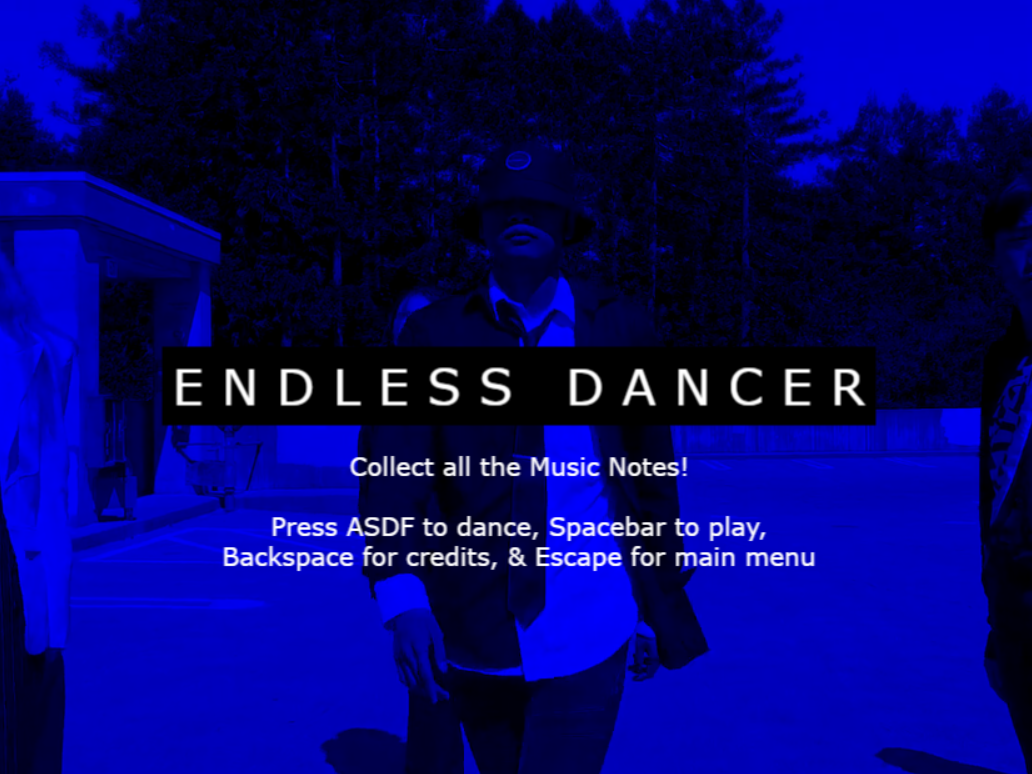 ENDLESS DANCER
Collect all the Music Notes!
Press ASDF to dance, Spacebar to play,
Backspace for credits, & Escape for main menu